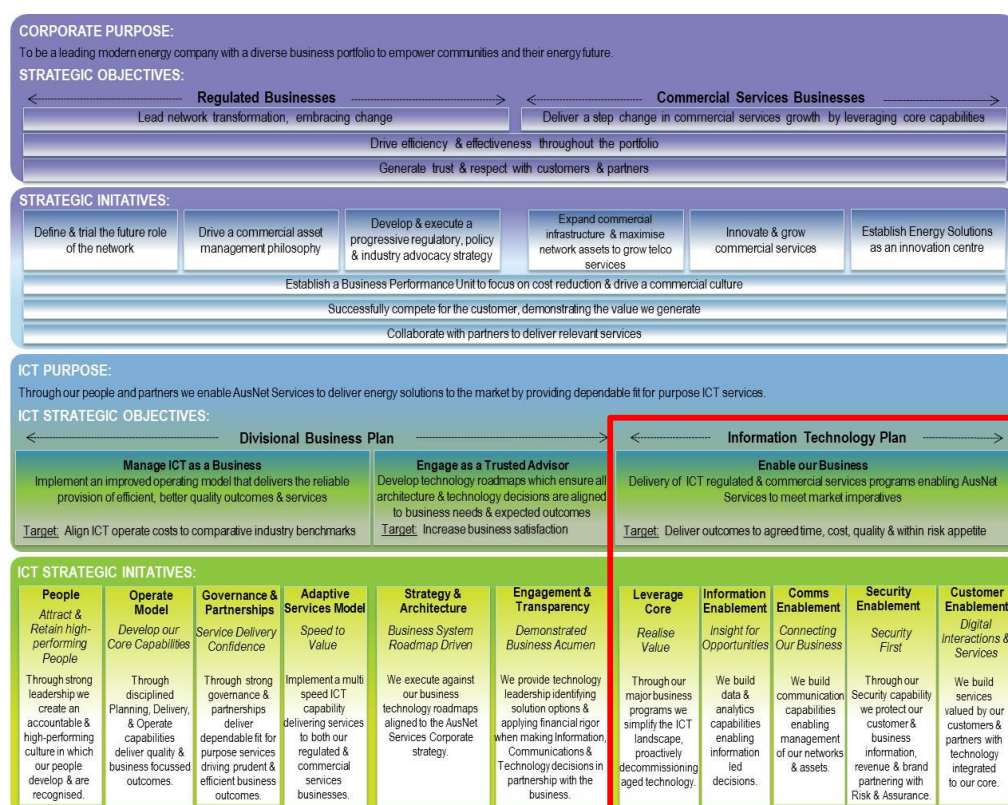 CORPORATE PURPOSE:
To be a leading modern energy company with a diverse business portfolio to empower communities and their energy future.
STRATEGIC OBJECTIVES:
Regulated Businesses
Commercial Services Businesses
Lead network transformation, embracing change
Deliver a step change in commercial services growth by leveraging core capabilities
Drive efficiency & effectiveness throughout the portfolio
Generate trust & respect with customers & partners
STRATEGIC INITATIVES:
Define & trial the future role
of the network
Drive a commercial asset
management philosophy
Develop & execute a
progressive regulatory, policy
& industry advocacy strategy
Expand commercial
infrastructure & maximise
network assets to grow telco
services
Innovate & grow
commercial services
Establish Energy Solutions
as an innovation centre
Establish a Business Performance Unit to focus on cost reduction & drive a commercial culture
Successfully compete for the customer, demonstrating the value we generate
Collaborate with partners to deliver relevant services
ICT PURPOSE:
Through our people and partners we enable AusNet Services to deliver energy solutions to the market by providing dependable fit for purpose ICT services.
ICT STRATEGIC OBJECTIVES:
Divisional Business Plan
Information Technology Plan
Manage ICT as a Business
Implement an improved operating model that delivers the reliable
provision of efficient, better quality outcomes & services
Target: Align ICT operate costs to comparative industry benchmarks
Engage as a Trusted Advisor
Develop technology roadmaps which ensure all
architecture & technology decisions are aligned
to business needs & expected outcomes
Target: Increase business satisfaction
Enable our Business
Delivery of ICT regulated & commercial services programs enabling AusNet
Services to meet market imperatives
Target: Deliver outcomes to agreed time, cost, quality & within risk appetite
ICT STRATEGIC INITATIVES:
People
Attract &
Retain high-
performing
People
Through strong
leadership we
create an
accountable &
high-performing
culture in which
our people
develop & are
recognised.
Operate
Model
Develop our
Core Capabilities
Through
disciplined
Planning, Delivery,
& Operate
capabilities
deliver quality &
business focussed
outcomes.
Governance &
Partnerships
Service Delivery
Confidence
Through strong
governance &
partnerships
deliver
dependable fit for
purpose services
driving prudent &
efficient business
outcomes.
Adaptive
Services Model
Speed to
Value
Implement a multi
speed ICT
capability
delivering services
to both our
regulated &
commercial
services
businesses.
Strategy &
Architecture
Business System
Roadmap Driven
We execute against
our business
technology roadmaps
aligned to the AusNet
Services Corporate
strategy.
Engagement &
Transparency
Demonstrated
Business Acumen
We provide technology
leadership identifying
solution options &
applying financial rigor
when making Information,
Communications &
Technology decisions in
partnership with the
business.
Leverage
Core
Realise
Value
Through our
major business
programs we
simplify the ICT
landscape,
proactively
decommissioning
aged technology.
Information
Enablement
Insight for
Opportunities
We build
data &
analytics
capabilities
enabling
information
led
decisions.
Comms
Enablement
Connecting
Our Business
We build
communication
capabilities
enabling
management
of our networks
& assets.
Security
Enablement
Security
First
Through our
Security capability
we protect our
customer &
business
information,
revenue & brand
partnering with
Risk & Assurance.
Customer
Enablement
Digital
Interactions &
Services
We build
services
valued by our
customers &
partners with
technology
integrated
to our core.